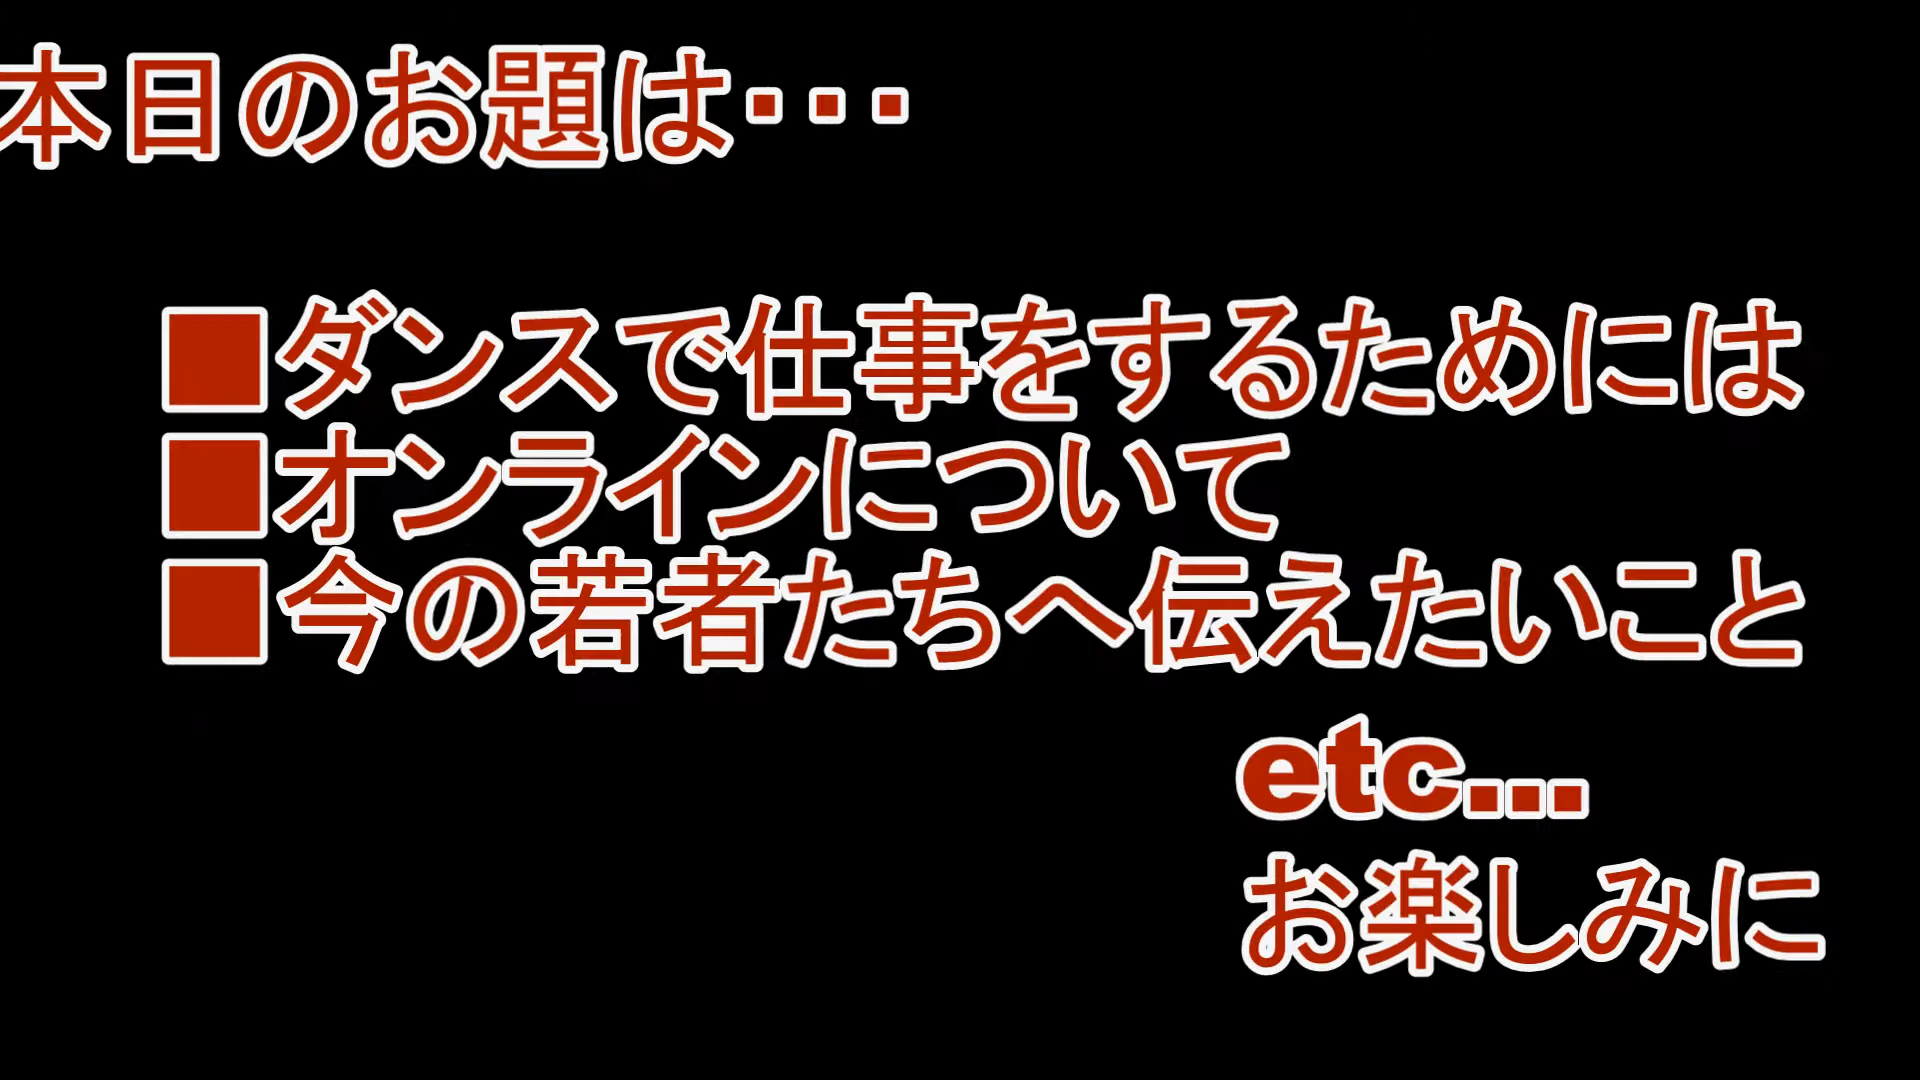 本日のお題は・・・
■ダンスで仕事をするためには
■オンラインについて
■今の若者たちへ伝えたいこと
etc...
お楽しみに